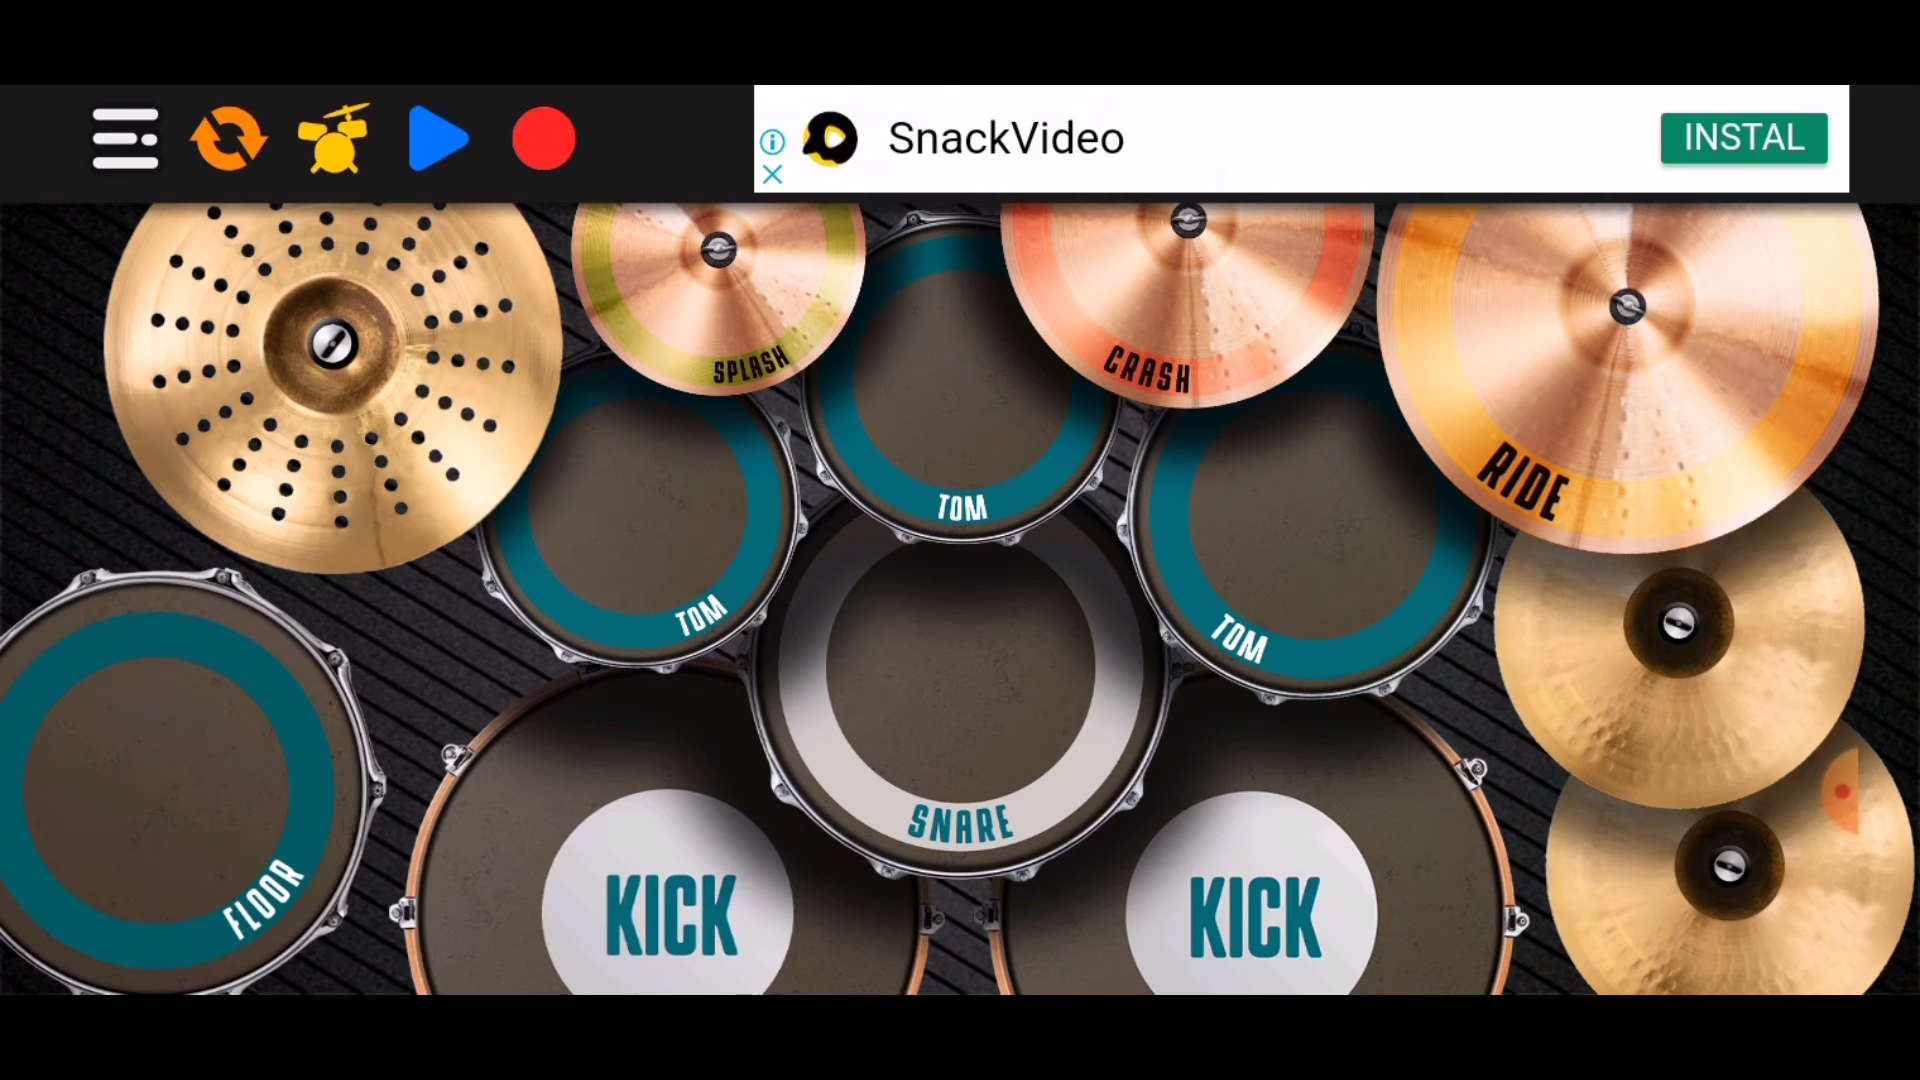 SnackVideo
INSTAL
SPLASH
CRASH
RIDE
TOM
TOM
TOM
SNARE
FLOOR
KICK
KICK